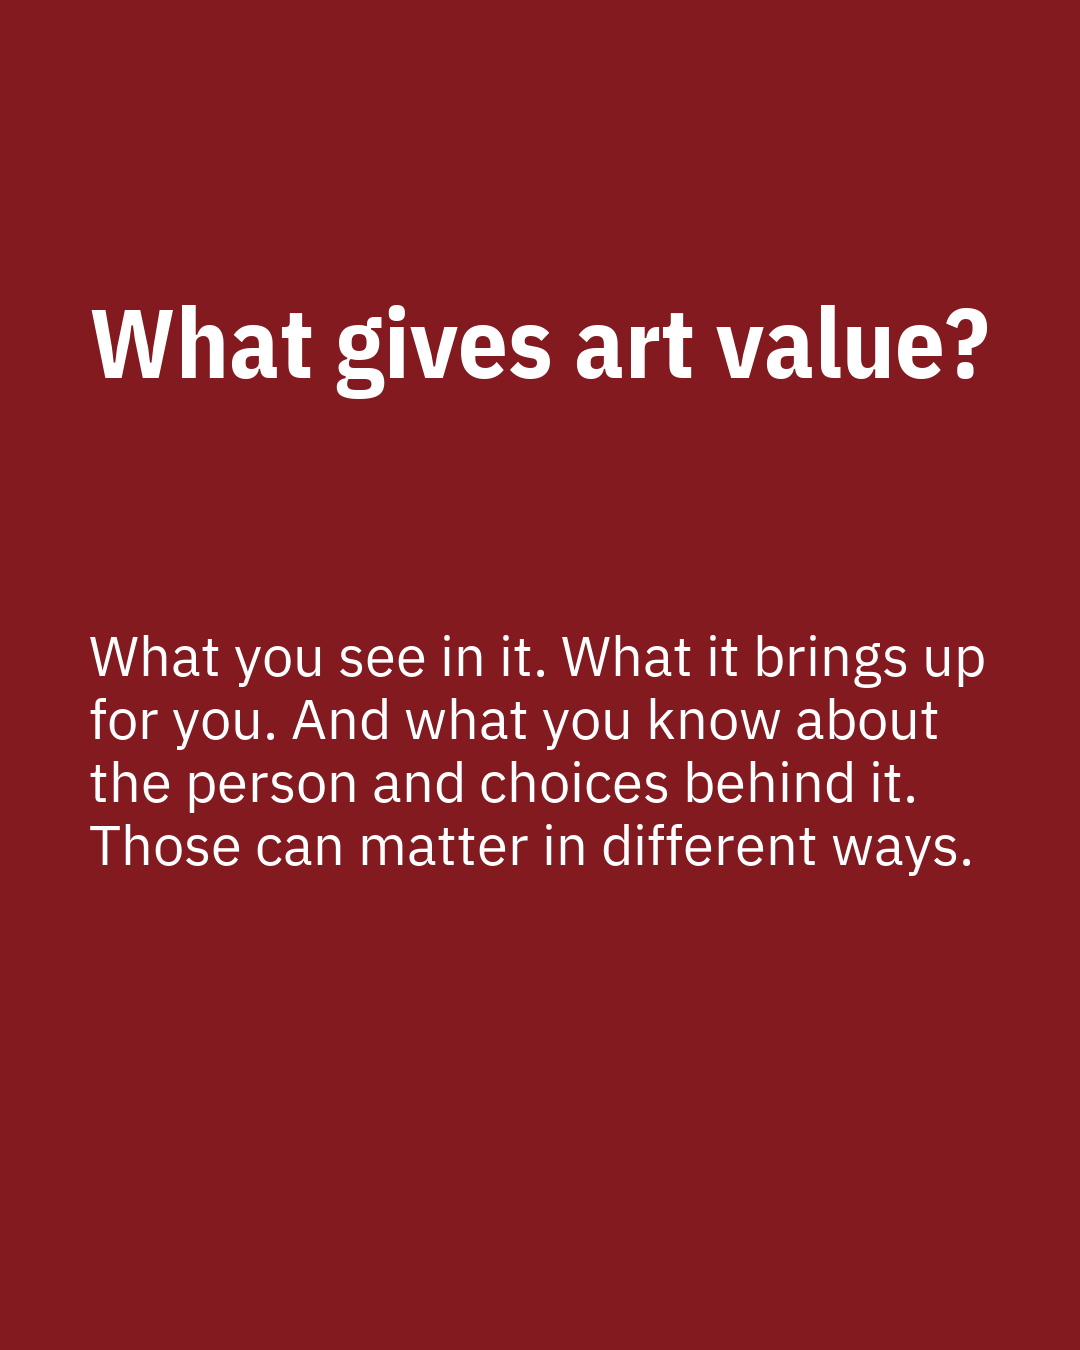 What gives art value?
What you see in it. What it brings up
for you. And what you know about
the person and choices behind it.
Those can matter in different ways.